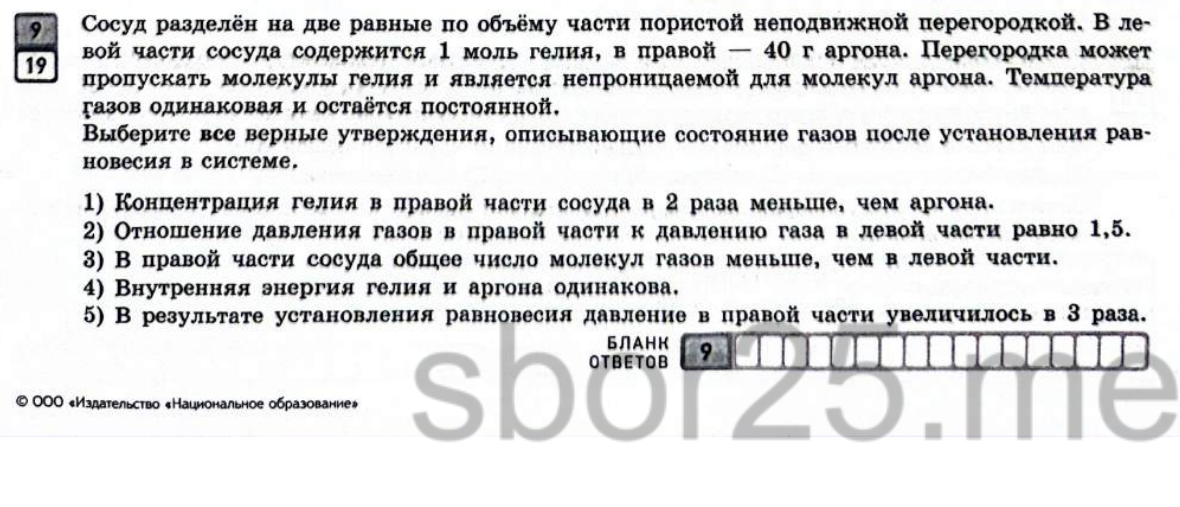 9
19
Сосуд разделён на две равные по объёму части пористой неподвижной перегородкой. В ле-
вой части сосуда содержится 1 моль гелия, в правой — 40 г аргона. Перегородка может
пропускать молекулы гелия и является непроницаемой для молекул аргона. Температура
газов одинаковая и остаётся постоянной.
Выберите все верные утверждения, описывающие состояние газов после установления рав-
новесия в системе.
1) Концентрация гелия в правой части сосуда в 2 раза меньше, чем аргона.
2) Отношение давления газов в правой части к давлению газа в левой части равно 1,5.
3) В правой части сосуда общее число молекул газов меньше, чем в левой части.
4) Внутренняя энергия гелия и аргона одинакова.
5) В результате установления равновесия давление в правой части увеличилось в 3 раза.
БЛАНК
ОТВЕТОВ
9
© ООО «Издательство «Национальное образование»
sbor25.me